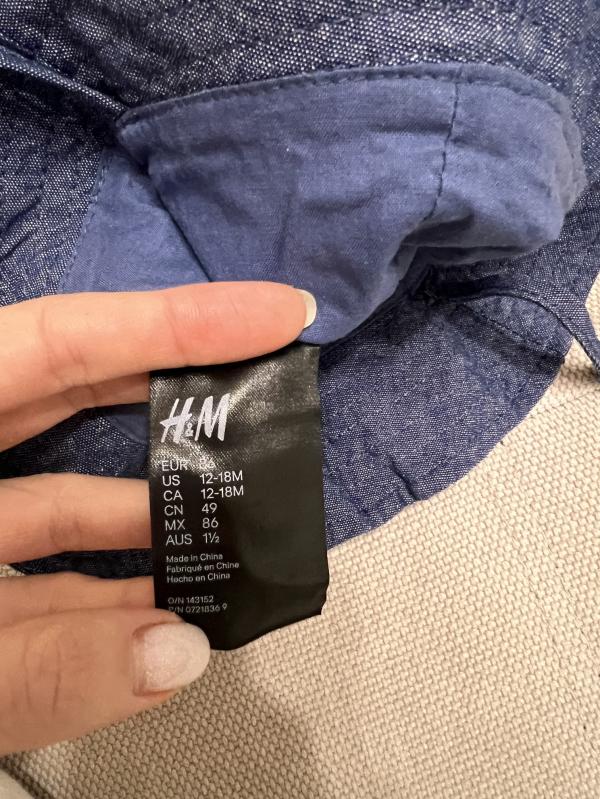 H&M
EUR 86
US 12-18M
CA 12-18M
CN 49
MX 86
AUS 1½
Made in China
Fabriqué en Chine
Hecho en China
O/N 143152
P/N 0721836 9